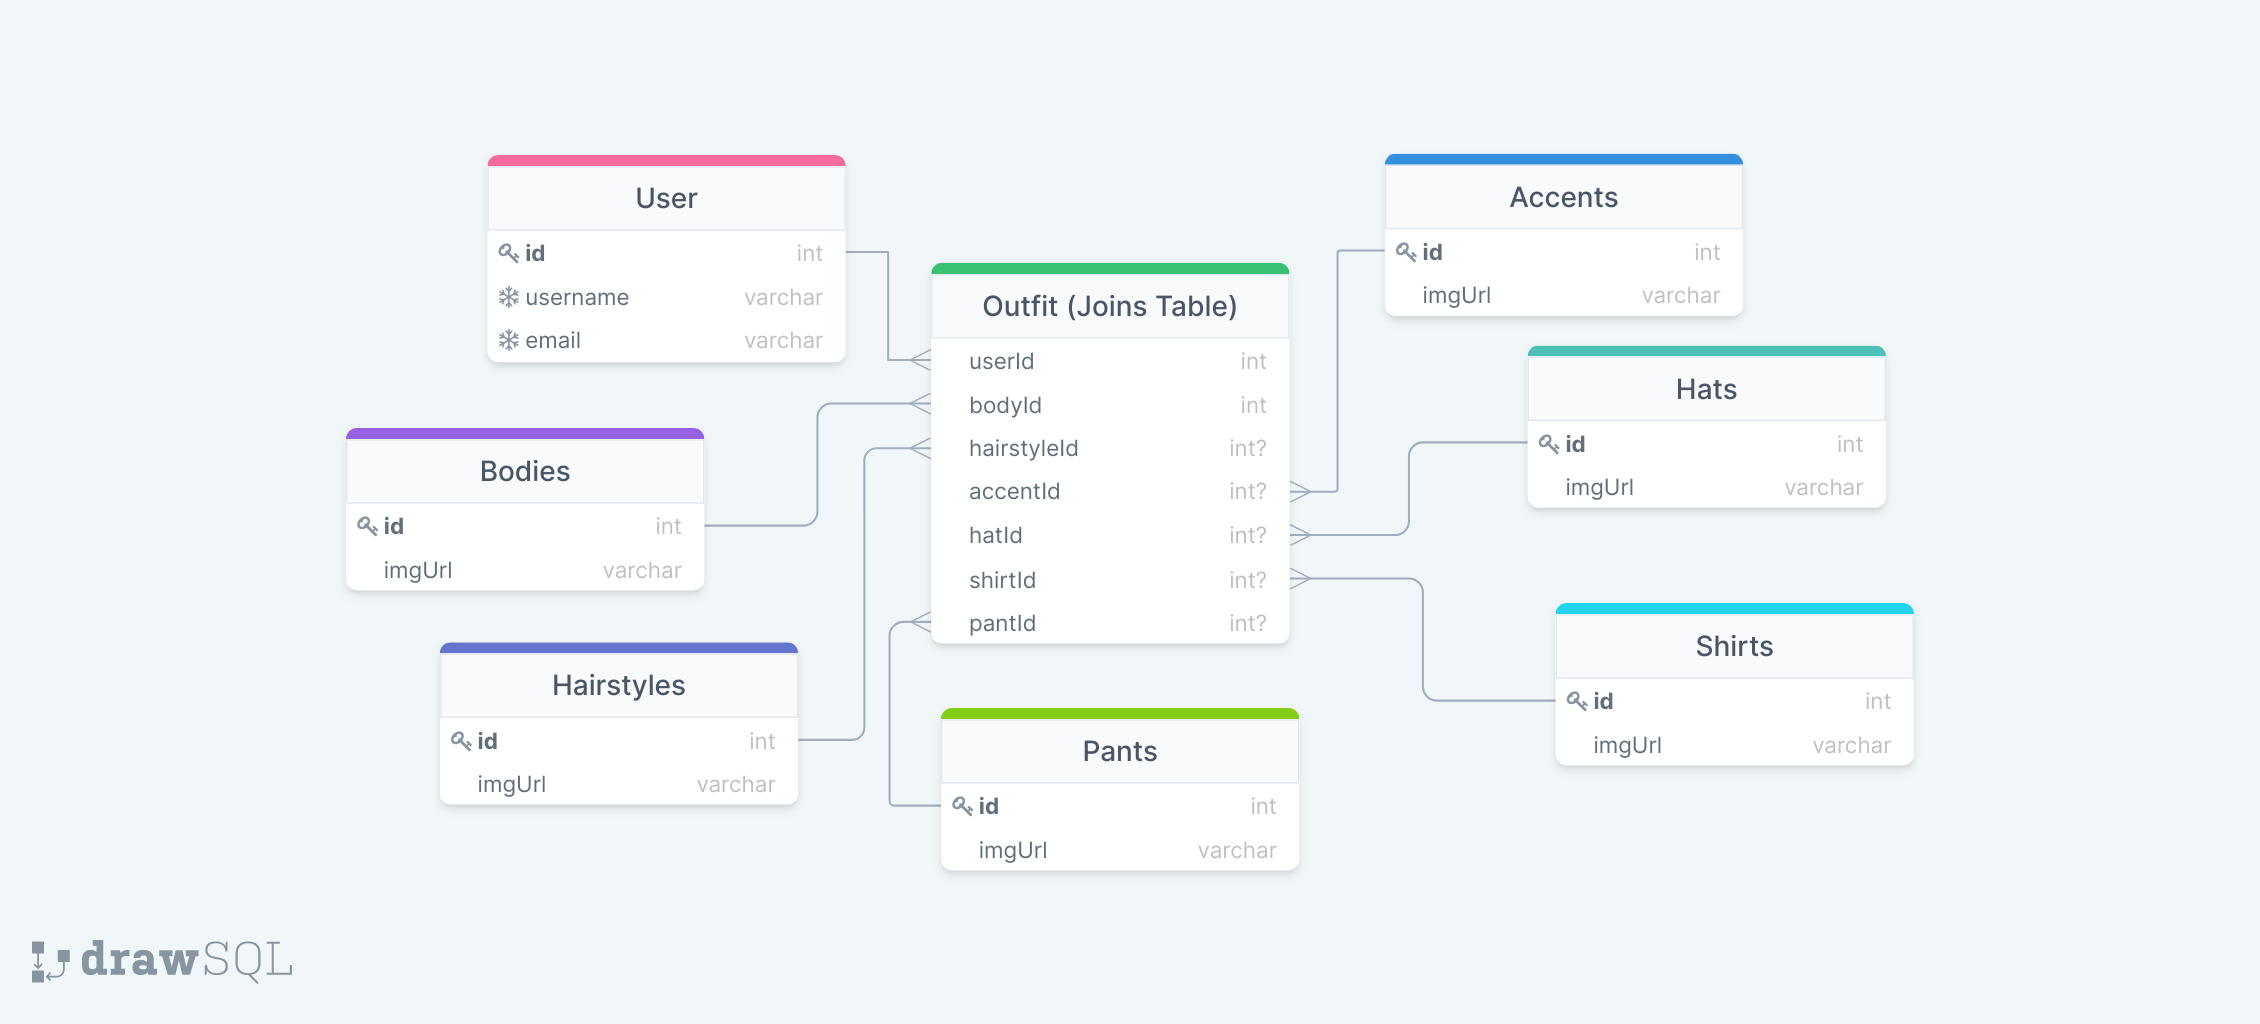 User
id int
username varchar
email varchar
Bodies
id int
imgUrl varchar
Hairstyles
id int
imgUrl varchar
Outfit (Joins Table)
userId int
bodyId int
hairstyleId int?
accentId int?
hatId int?
shirtId int?
pantId int?
Pants
id int
imgUrl varchar
Accents
id int
imgUrl varchar
Hats
id int
imgUrl varchar
Shirts
id int
imgUrl varchar
drawSQL